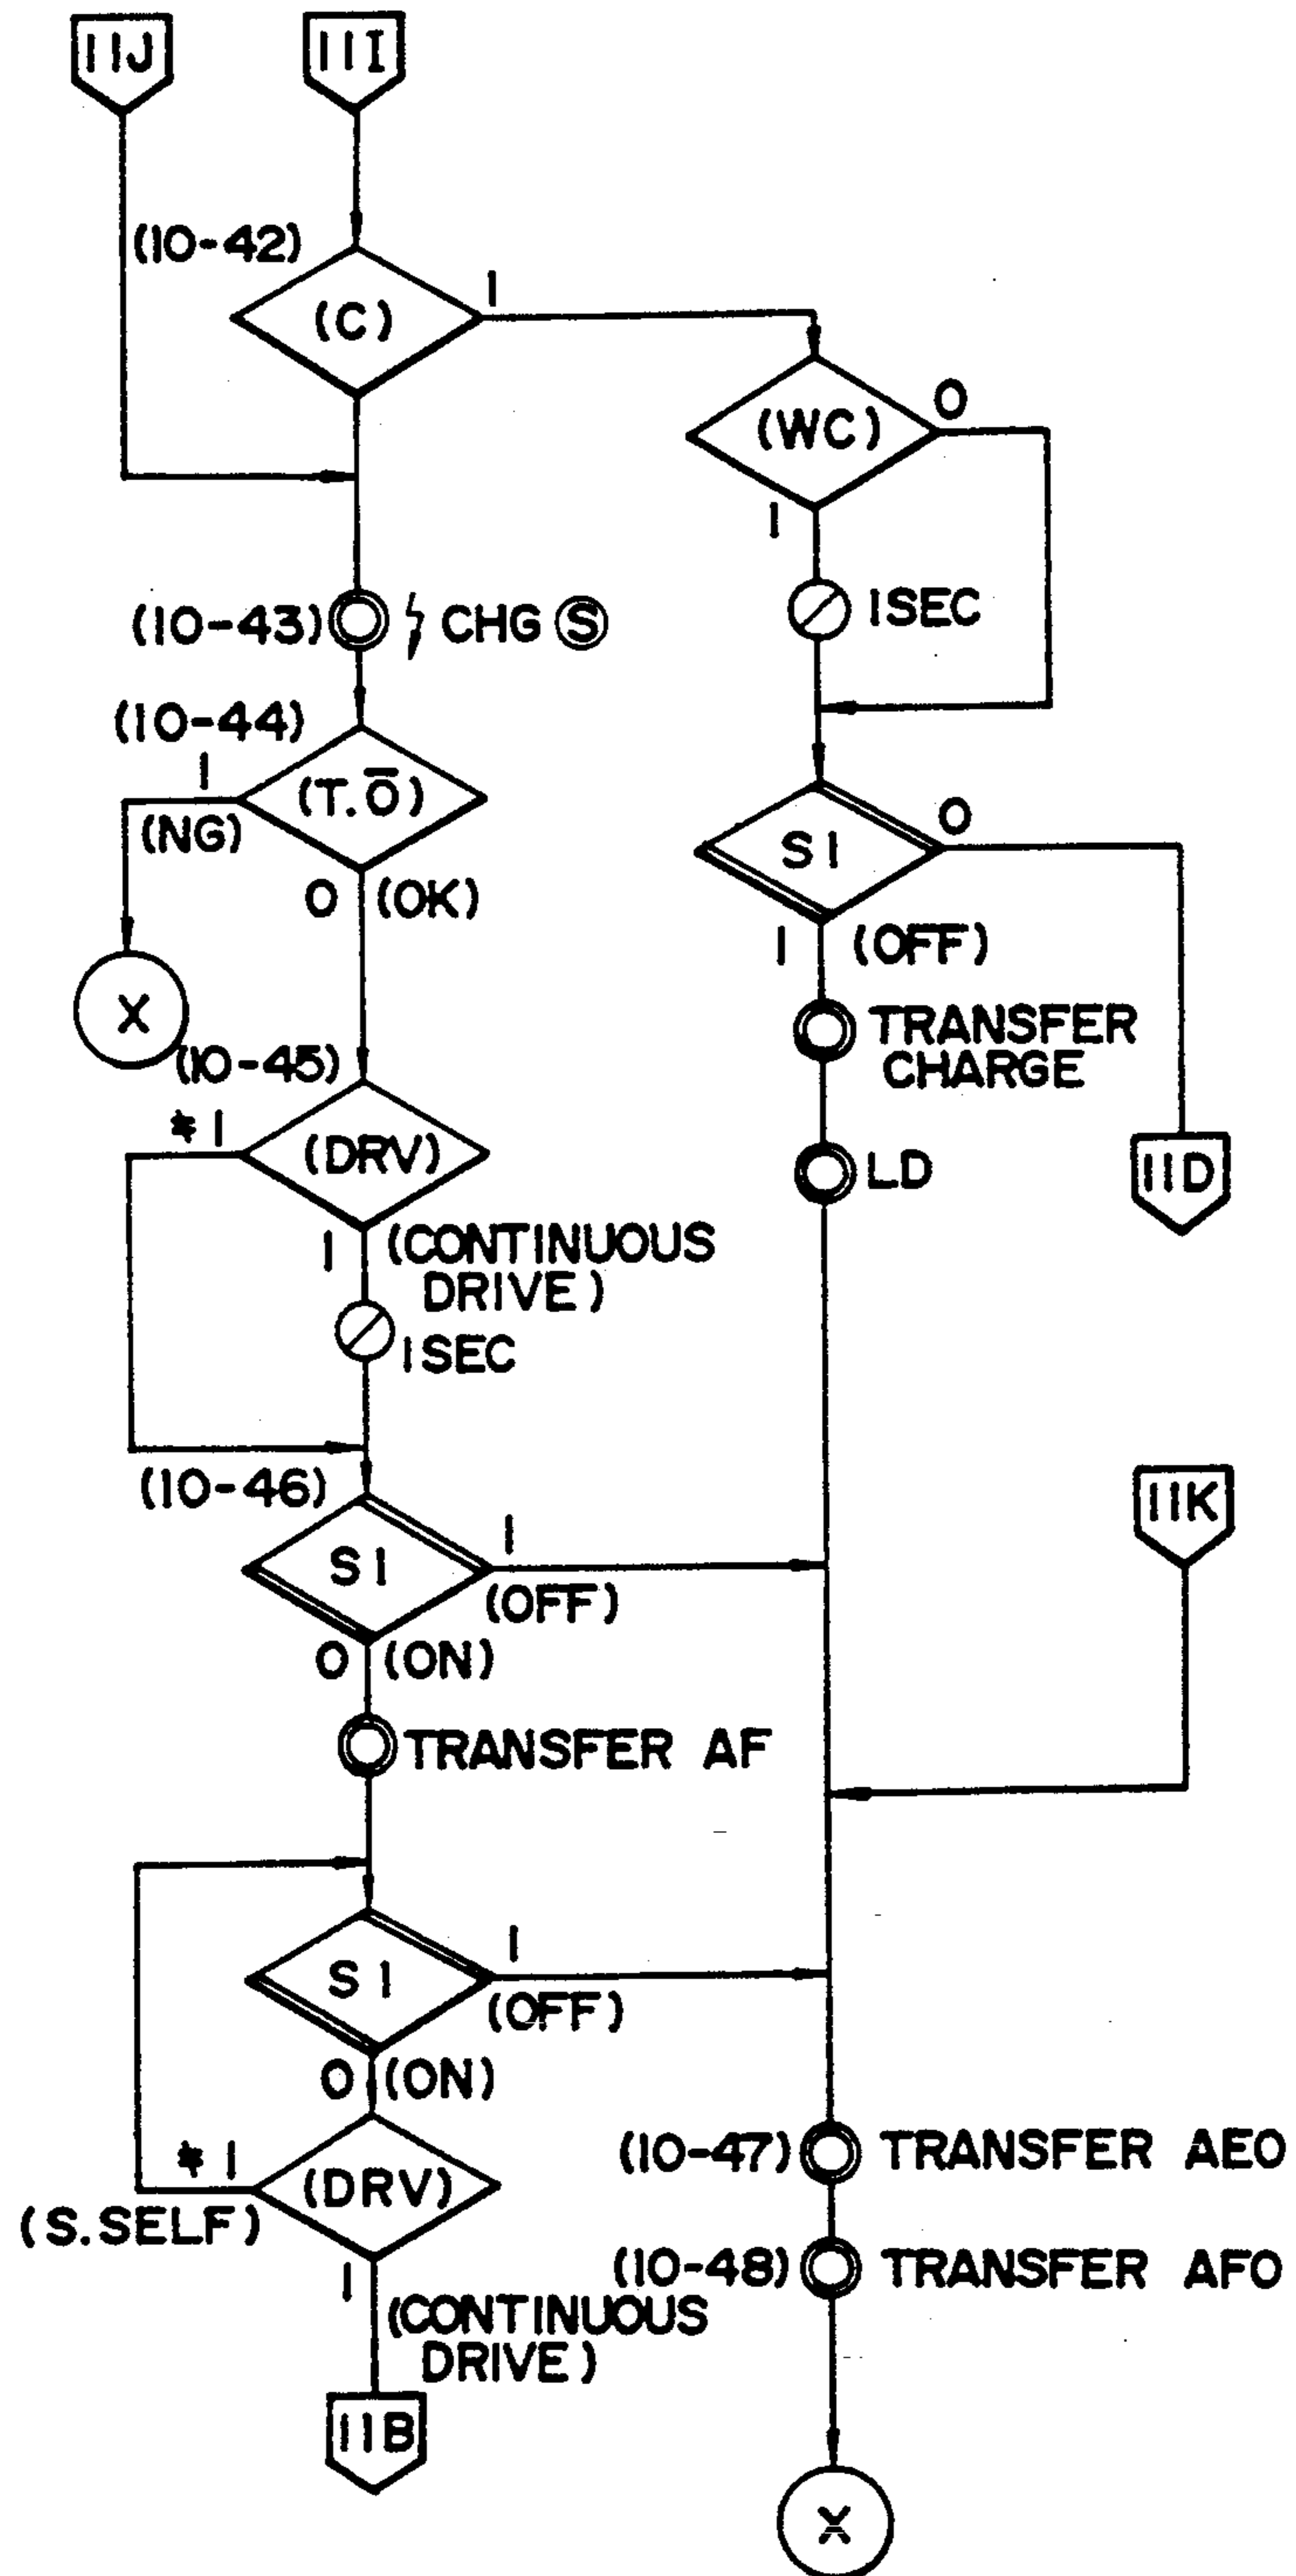 11J
11I
(10-42)
(C)
1
(WC)
0
1
1SEC
(10-43)
CHG Ⓢ
(10-44)
1
(T.O̅)
(NG)
0 (OK)
X
S1
0
1 (OFF)
TRANSFER
CHARGE
LD
11D
(10-45)
(DRV)
*1
1 (CONTINUOUS
DRIVE)
1SEC
(10-46)
S1
1
(OFF)
0 (ON)
11K
TRANSFER AF
S1
1
(OFF)
0 (ON)
(DRV)
*1
(S.SELF)
1
(CONTINUOUS
DRIVE)
11B
(10-47) TRANSFER AEO
(10-48) TRANSFER AFO
X